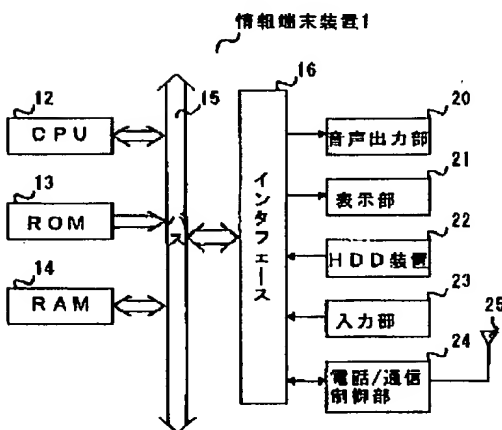 情報端末装置1
12
CPU
13
ROM
14
RAM
15
バス
16
インタフェース
20
音声出力部
21
表示部
22
HDD装置
23
入力部
24
電話/通信
制御部
25